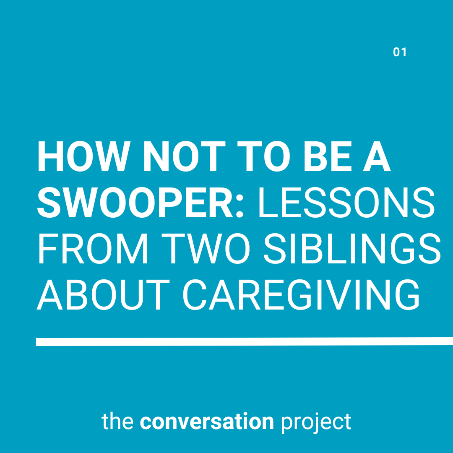 01
HOW NOT TO BE A
SWOOPER: LESSONS
FROM TWO SIBLINGS
ABOUT CAREGIVING
the conversation project